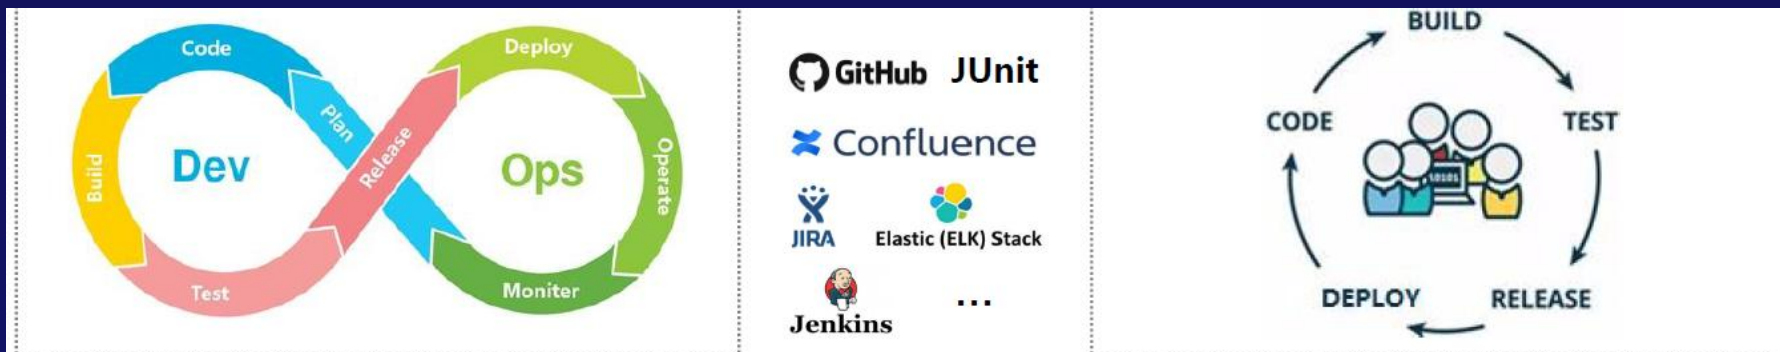 Code
Deploy
Plan
Release
Build
Dev
Ops
Operate
Test
Moniter
GitHub JUnit
Confluence
JIRA Elastic (ELK) Stack
Jenkins ...
BUILD
CODE
TEST
10101
DEPLOY
RELEASE